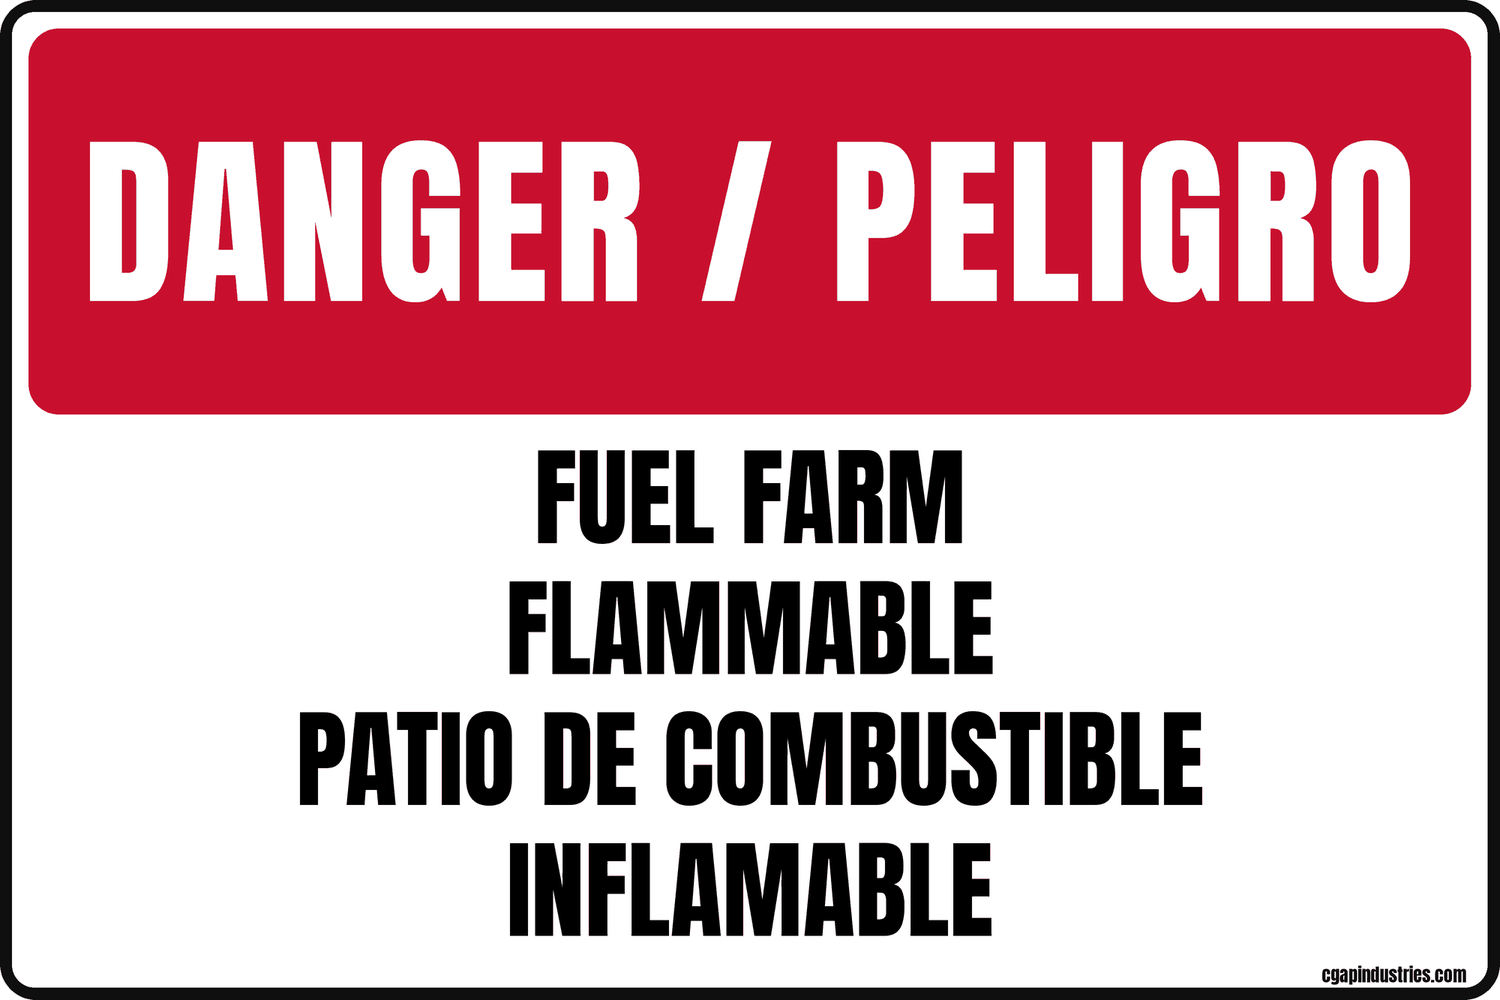 DANGER / PELIGRO
FUEL FARM
FLAMMABLE
PATIO DE COMBUSTIBLE
INFLAMABLE
cgapindustries.com